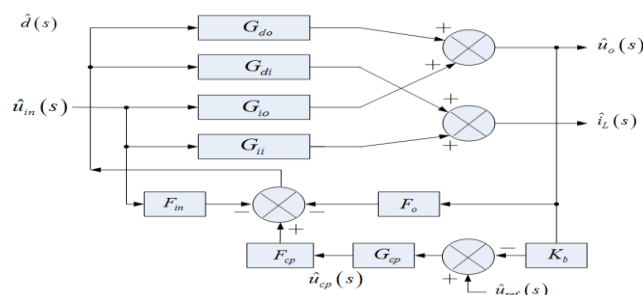 d̂(s)
G_do
û_o(s)
G_di
û_in(s)
G_io
G_ii
î_L(s)
F_in
F_o
F_cp
G_cp
K_b
û_cp(s)
û_ref(s)